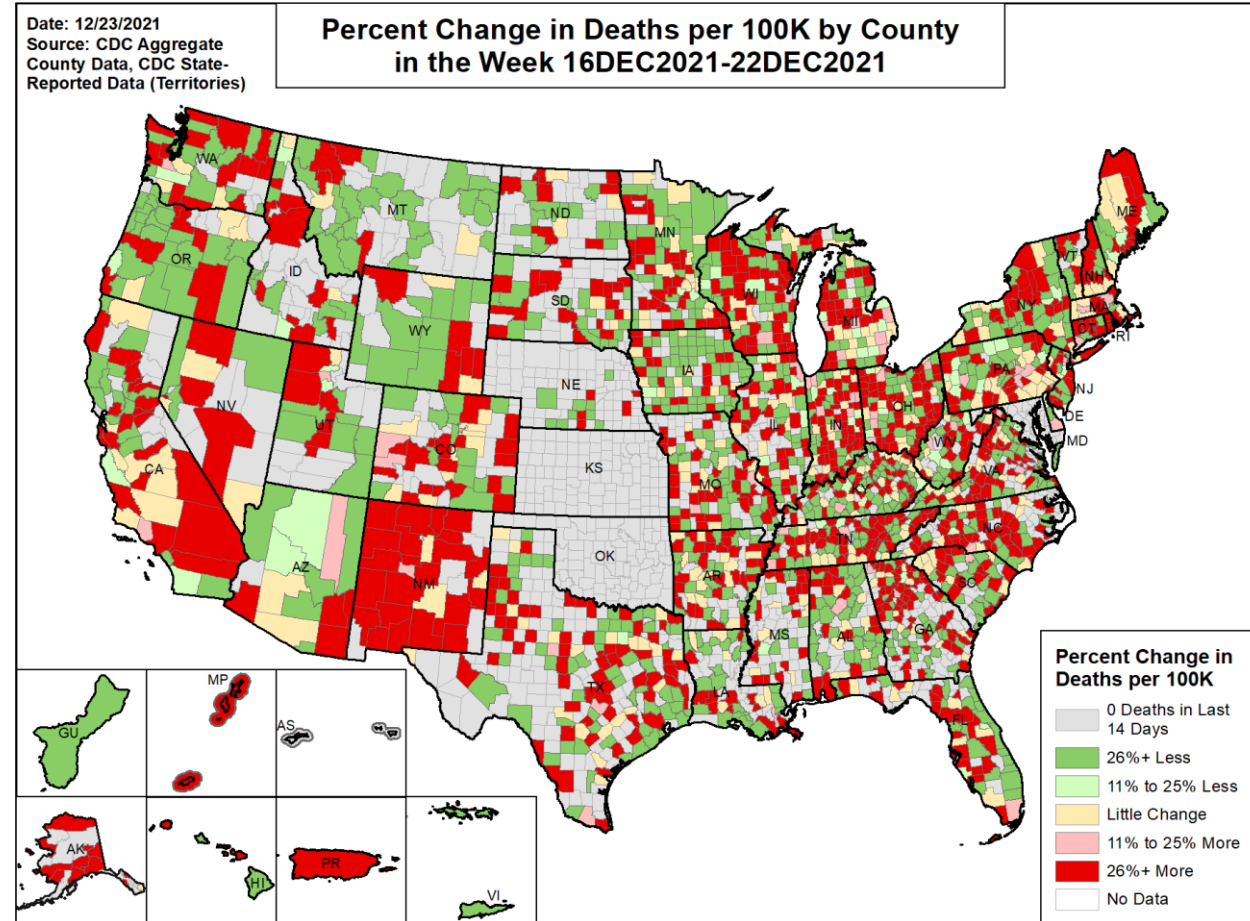 Date: 12/23/2021
Source: CDC Aggregate
County Data, CDC State-
Reported Data (Territories)
Percent Change in Deaths per 100K by County
in the Week 16DEC2021-22DEC2021
WA
MT
ND
MN
ME
OR
ID
SD
WI
MI
NY
VT
NH
MA
CT
RI
WY
IA
NE
PA
NJ
NV
UT
CO
IL
IN
OH
DE
MD
WV
CA
KS
MO
KY
VA
AZ
NM
OK
AR
TN
NC
SC
MS
AL
GA
TX
LA
FL
GU
MP
AS
AK
HI
PR
VI
Percent Change in
Deaths per 100K
0 Deaths in Last
14 Days
26%+ Less
11% to 25% Less
Little Change
11% to 25% More
26%+ More
No Data